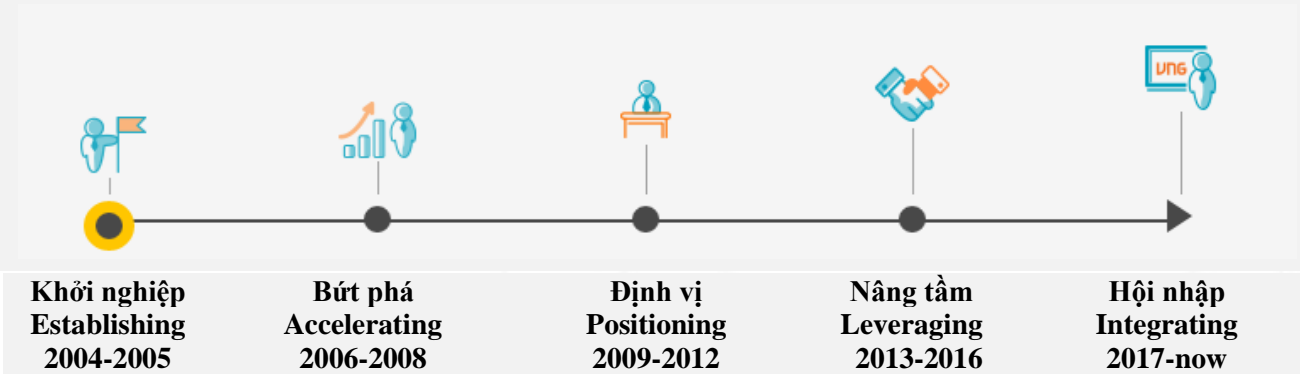 VNG
Khởi nghiệp
Establishing
2004-2005
Bứt phá
Accelerating
2006-2008
Định vị
Positioning
2009-2012
Nâng tầm
Leveraging
2013-2016
Hội nhập
Integrating
2017-now